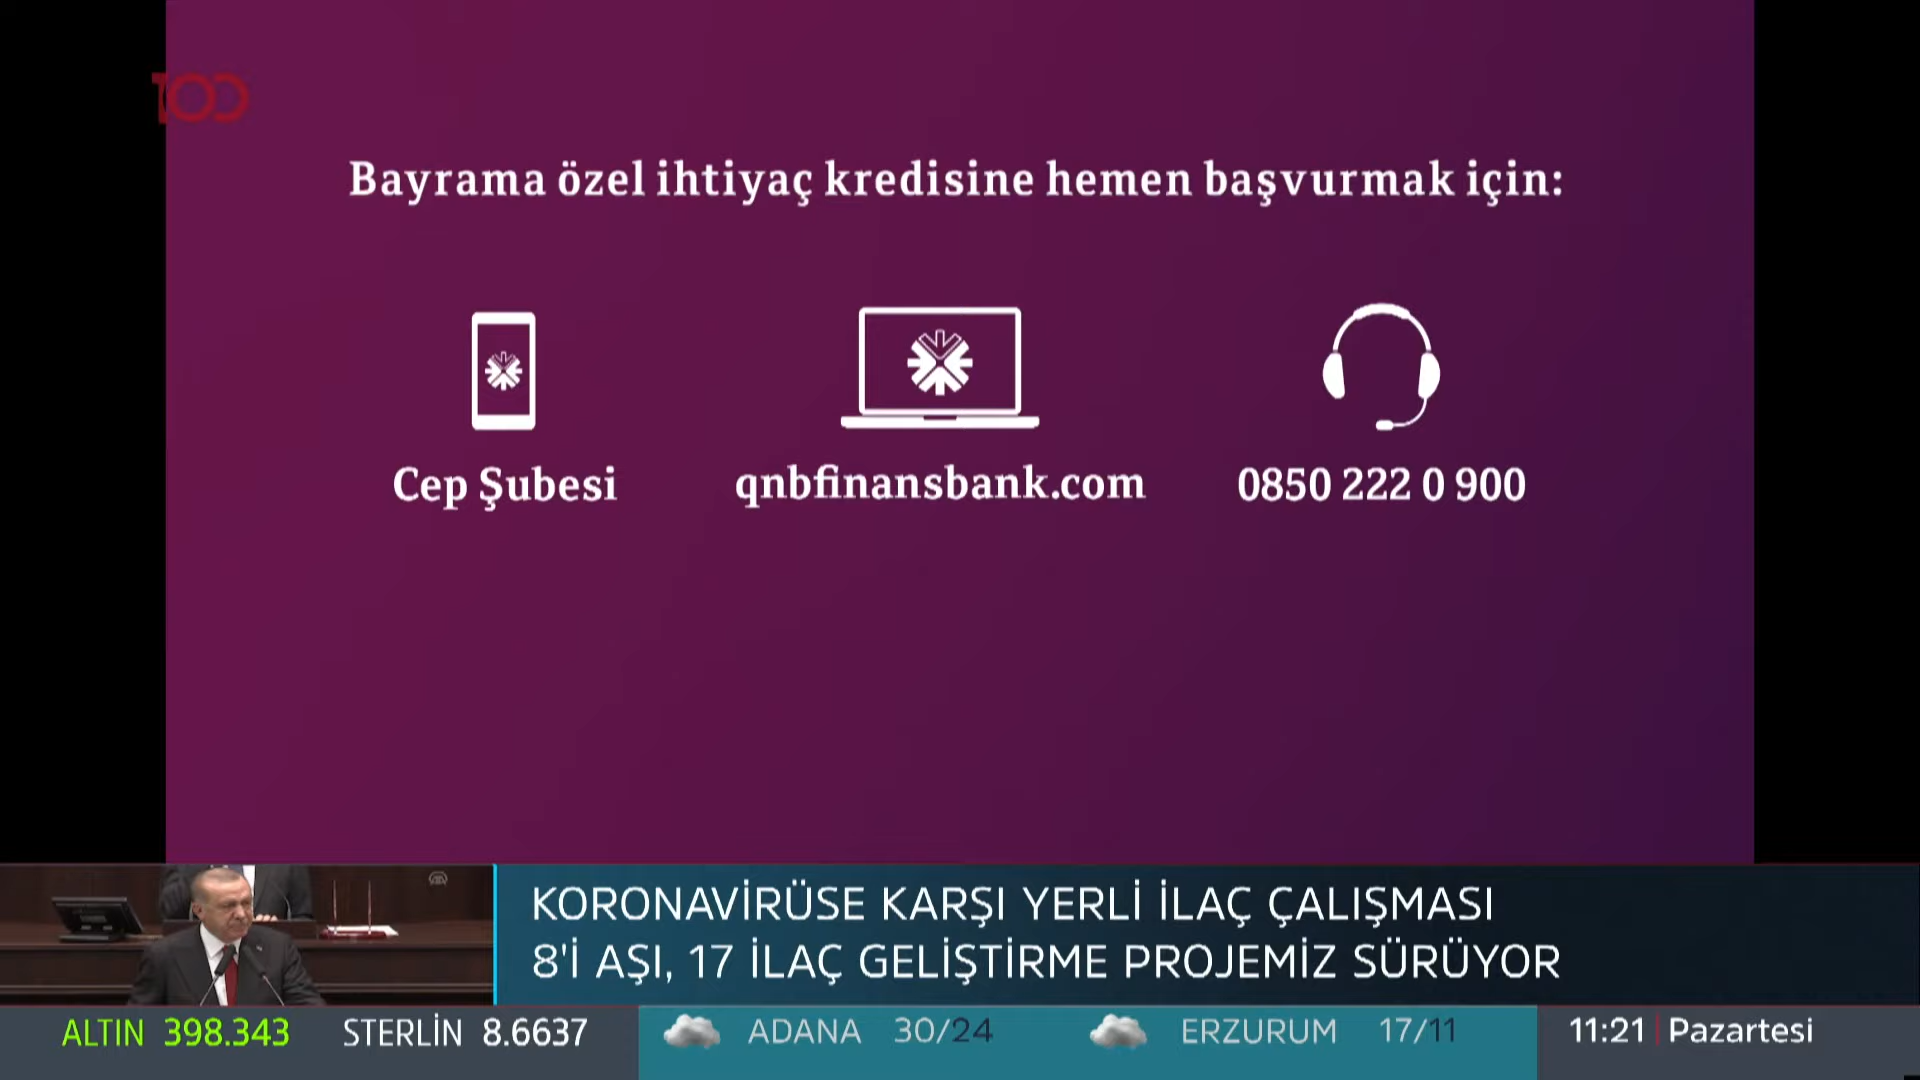 100
Bayrama özel ihtiyaç kredisine hemen başvurmak için:
Cep Şubesi
qnbfinansbank.com
0850 222 0 900
KORONAVİRÜSE KARŞI YERLİ İLAÇ ÇALIŞMASI
8'İ AŞI, 17 İLAÇ GELİŞTİRME PROJEMİZ SÜRÜYOR
ALTIN 398.343 STERLİN 8.6637 ADANA 30/24 ERZURUM 17/11 11:21 Pazartesi